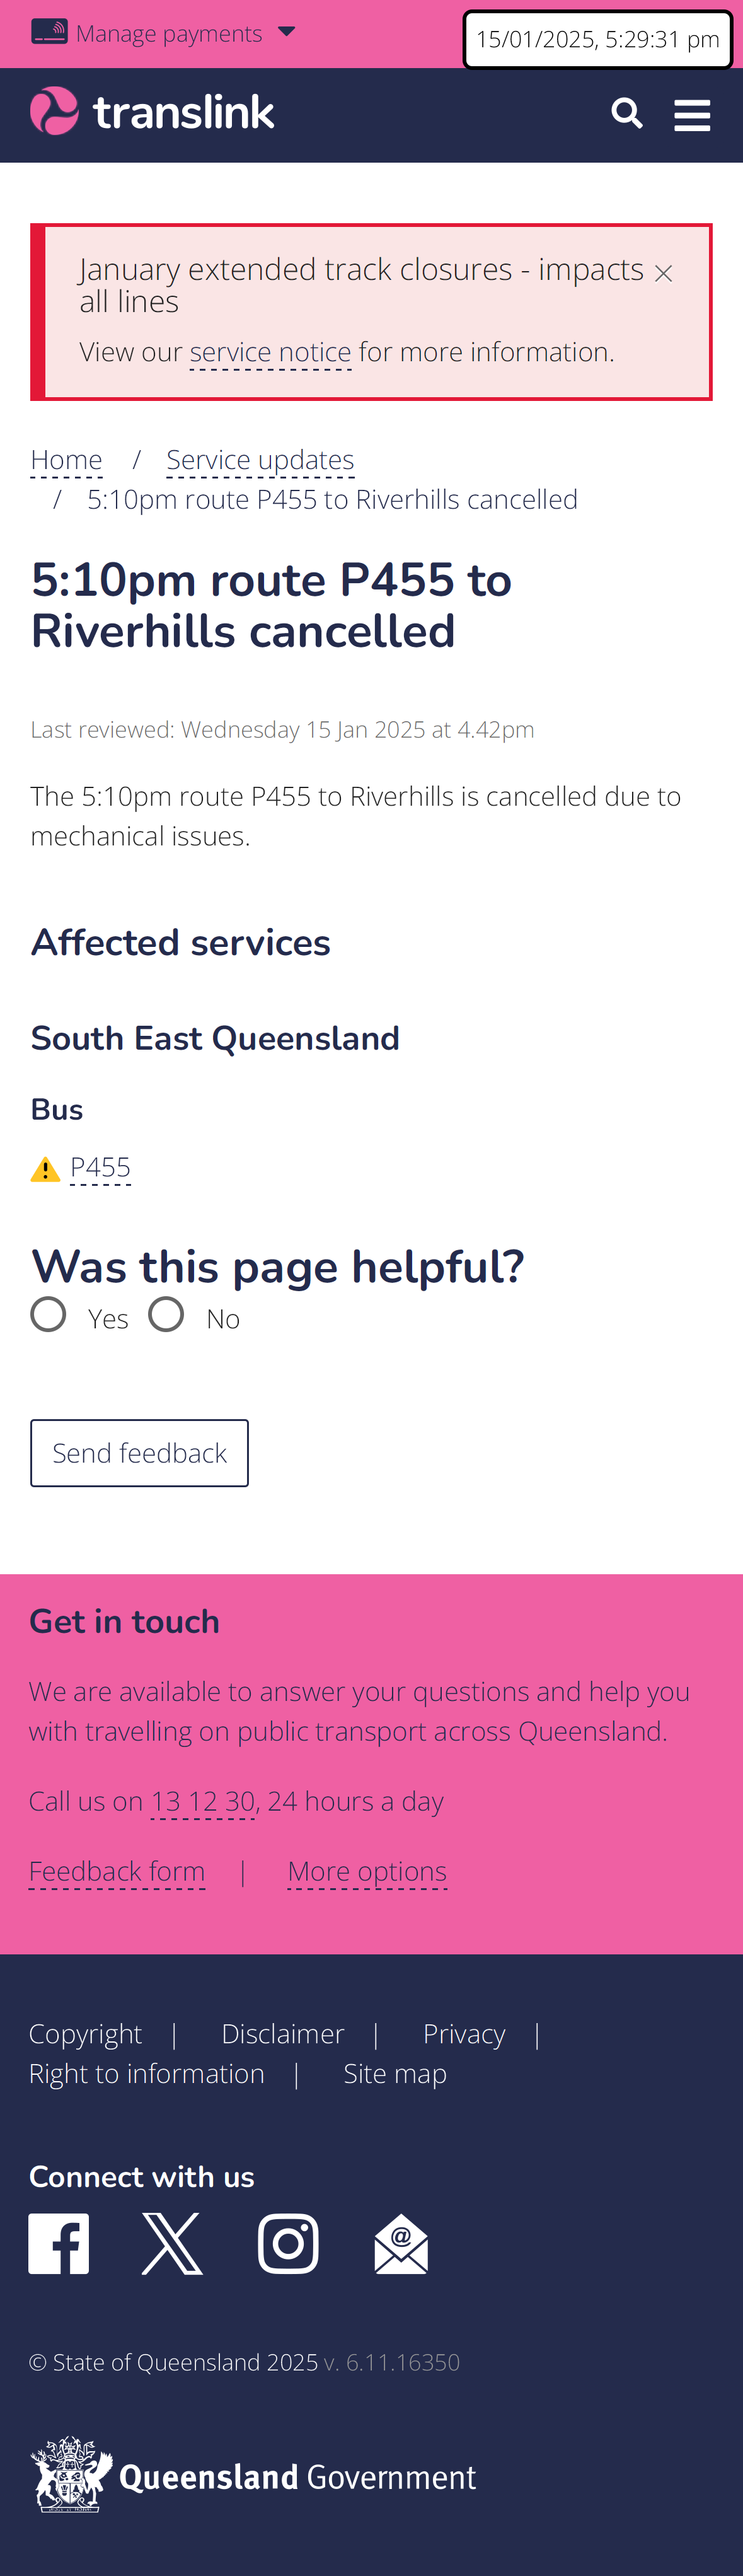 Manage payments
15/01/2025, 5:29:31 pm
translink
January extended track closures - impacts
all lines
View our service notice for more information.
Home / Service updates
/ 5:10pm route P455 to Riverhills cancelled
5:10pm route P455 to
Riverhills cancelled
Last reviewed: Wednesday 15 Jan 2025 at 4.42pm
The 5:10pm route P455 to Riverhills is cancelled due to
mechanical issues.
Affected services
South East Queensland
Bus
P455
Was this page helpful?
Yes No
Send feedback
Get in touch
We are available to answer your questions and help you
with travelling on public transport across Queensland.
Call us on 13 12 30, 24 hours a day
Feedback form | More options
Copyright | Disclaimer | Privacy |
Right to information | Site map
Connect with us
© State of Queensland 2025 v. 6.11.16350
Queensland Government